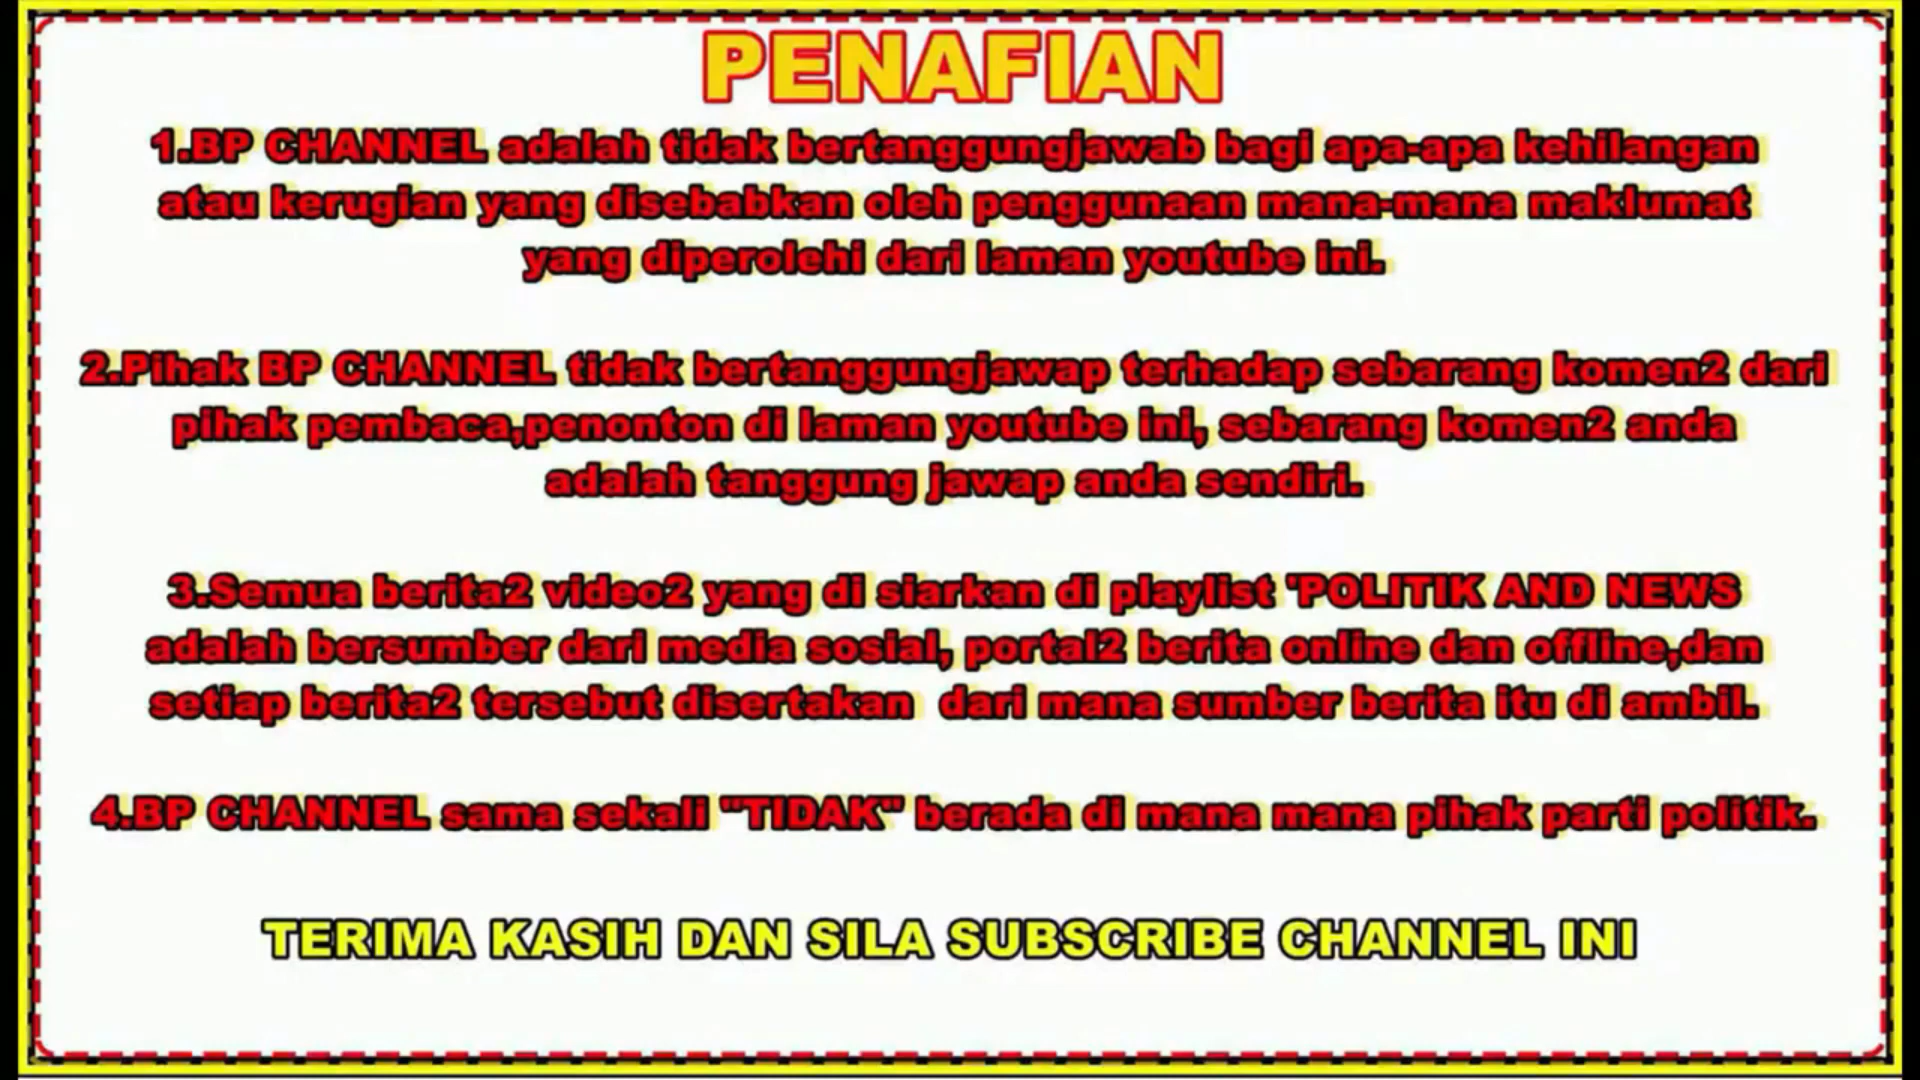 PENAFIAN
1.BP CHANNEL adalah tidak bertanggungjawab bagi apa-apa kehilangan
atau kerugian yang disebabkan oleh penggunaan mana-mana maklumat
yang diperolehi dari laman youtube ini.
2.Pihak BP CHANNEL tidak bertanggungjawap terhadap sebarang komen2 dari
pihak pembaca,penonton di laman youtube ini, sebarang komen2 anda
adalah tanggung jawap anda sendiri.
3.Semua berita2 video2 yang di siarkan di playlist 'POLITIK AND NEWS
adalah bersumber dari media sosial, portal2 berita online dan offline,dan
setiap berita2 tersebut disertakan  dari mana sumber berita itu di ambil.
4.BP CHANNEL sama sekali "TIDAK" berada di mana mana pihak parti politik.
TERIMA KASIH DAN SILA SUBSCRIBE CHANNEL INI